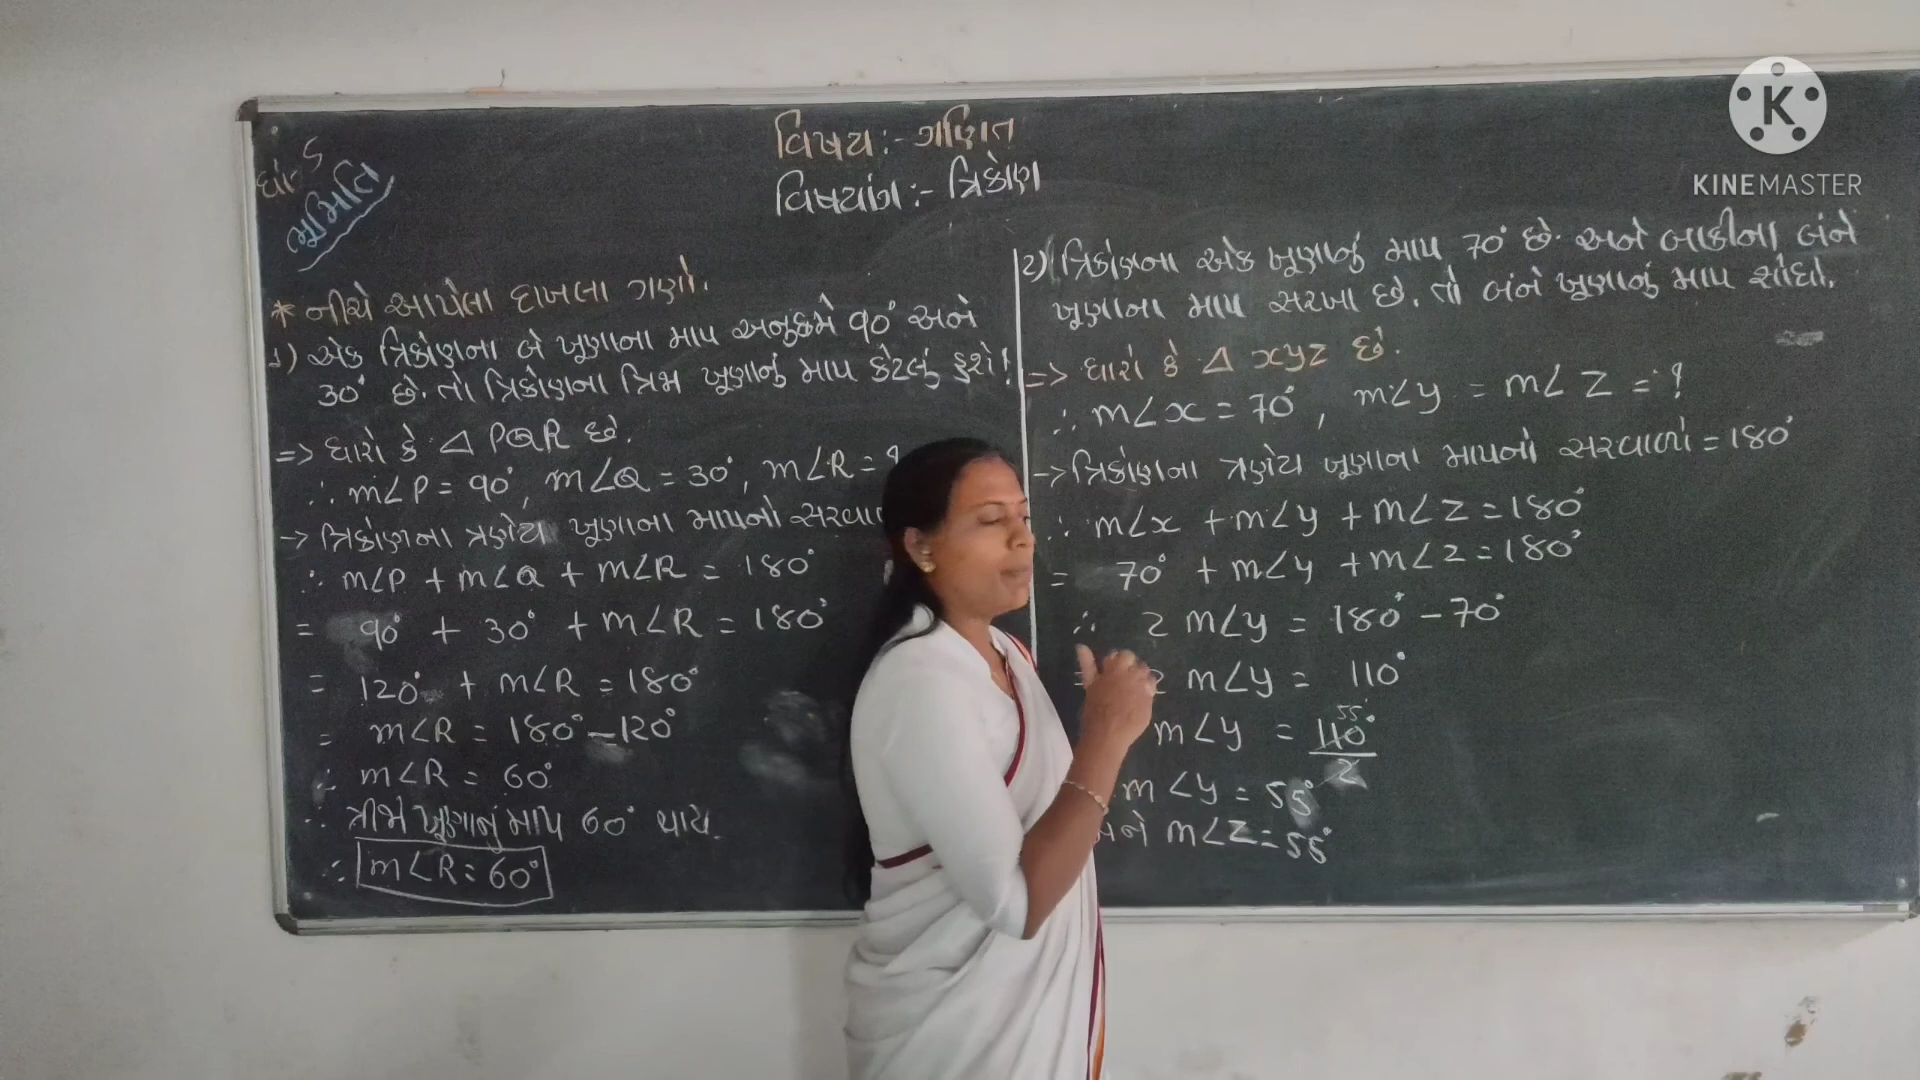 વિષય:- ગણિત
વિષયાંગ:- ત્રિકોણ
ભૂમિતિ
* નીચે આપેલા દાખલા ગણો.
1) એક ત્રિકોણના બે ખૂણાના માપ અનુક્રમે 90° અને
30° છે. તો ત્રિકોણના ત્રિજા ખૂણાનું માપ કેટલું હશે?
=> ધારો કે △ PQR છે.
∴ m∠P = 90°, m∠Q = 30°, m∠R = ?
-> ત્રિકોણના ત્રણેય ખૂણાના માપનો
∴ m∠P + m∠Q + m∠R = 180°
= 90° + 30° + m∠R = 180°
= 120° + m∠R = 180°
= m∠R = 180° - 120°
∴ m∠R = 60°
∴ ત્રીજા ખૂણાનું માપ 60° થાય.
∴ m∠R = 60°
2) ત્રિકોણના એક ખૂણાનું માપ 70° છે. અને બાકીના બંને
ખૂણાના માપ સરખા છે. તો બંને ખૂણાનું માપ શોધો.
=> ધારો કે △ xyz છે.
∴ m∠x = 70°, m∠y = m∠z = ?
-> ત્રિકોણના ત્રણેય ખૂણાના માપનો સરવાળો = 180°
∴ m∠x + m∠y + m∠z = 180°
= 70° + m∠y + m∠z = 180°
∴ 2 m∠y = 180° - 70°
= 2 m∠y = 110°
m∠y = 110°/2 55°
m∠y = 55°
m∠z = 55°
KINEMASTER